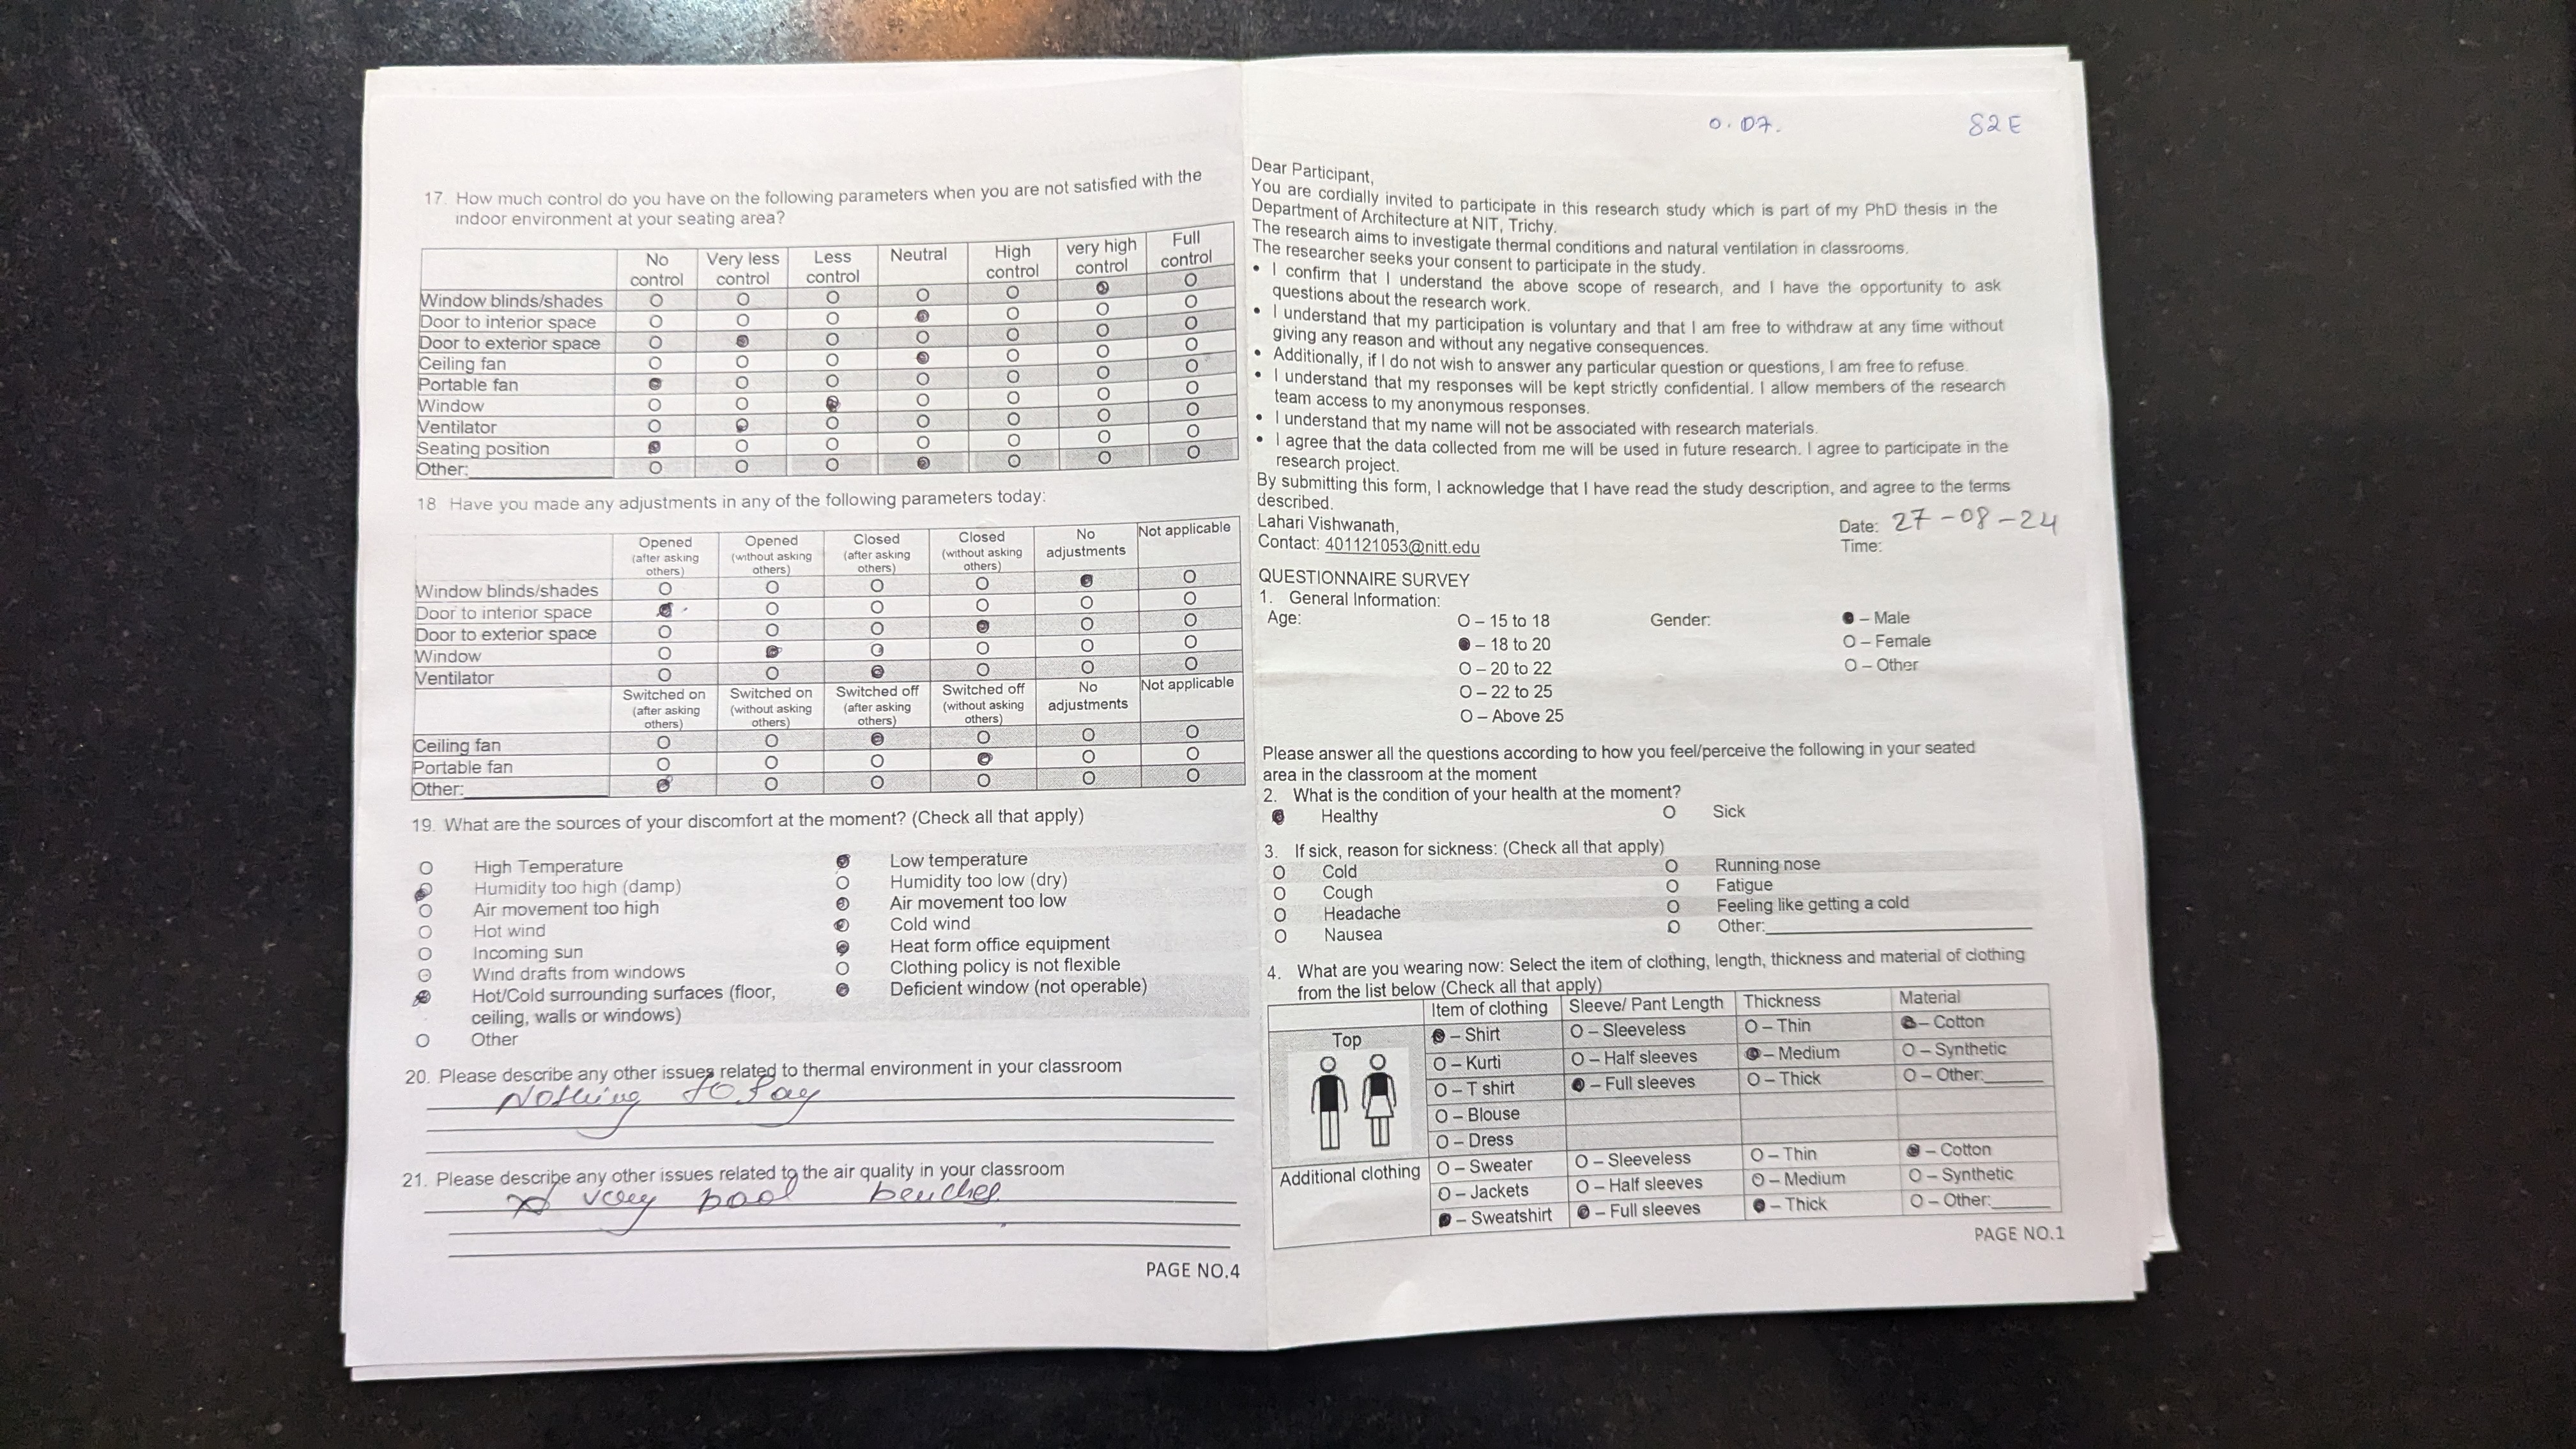 17. How much control do you have on the following parameters when you are not satisfied with the
indoor environment at your seating area?
No control Very less control Less control Neutral High control very high control Full control
Window blinds/shades
Door to interior space
Door to exterior space
Ceiling fan
Portable fan
Window
Ventilator
Seating position
Other:
18 Have you made any adjustments in any of the following parameters today:
Opened (after asking others) Opened (without asking others) Closed (after asking others) Closed (without asking others) No adjustments Not applicable
Window blinds/shades
Door to interior space
Door to exterior space
Window
Ventilator
Switched on (after asking others) Switched on (without asking others) Switched off (after asking others) Switched off (without asking others) No adjustments Not applicable
Ceiling fan
Portable fan
Other:
19. What are the sources of your discomfort at the moment? (Check all that apply)
High Temperature Low temperature
Humidity too high (damp) Humidity too low (dry)
Air movement too high Air movement too low
Hot wind Cold wind
Incoming sun Heat form office equipment
Wind drafts from windows Clothing policy is not flexible
Hot/Cold surrounding surfaces (floor, Deficient window (not operable)
ceiling, walls or windows)
Other
20. Please describe any other issues related to thermal environment in your classroom
Nothing to say
21. Please describe any other issues related to the air quality in your classroom
very bad benches
PAGE NO.4
0.07. S2E
Dear Participant,
You are cordially invited to participate in this research study which is part of my PhD thesis in the
Department of Architecture at NIT, Trichy.
The research aims to investigate thermal conditions and natural ventilation in classrooms.
The researcher seeks your consent to participate in the study.
• I confirm that I understand the above scope of research, and I have the opportunity to ask
questions about the research work.
• I understand that my participation is voluntary and that I am free to withdraw at any time without
giving any reason and without any negative consequences.
• Additionally, if I do not wish to answer any particular question or questions, I am free to refuse.
• I understand that my responses will be kept strictly confidential. I allow members of the research
team access to my anonymous responses.
• I understand that my name will not be associated with research materials.
• I agree that the data collected from me will be used in future research. I agree to participate in the
research project.
By submitting this form, I acknowledge that I have read the study description, and agree to the terms
described.
Lahari Vishwanath, Date: 27-08-24
Contact: 401121053@nitt.edu Time:
QUESTIONNAIRE SURVEY
1. General Information:
Age: O – 15 to 18 Gender: – Male
– 18 to 20 O – Female
O – 20 to 22 O – Other
O – 22 to 25
O – Above 25
Please answer all the questions according to how you feel/perceive the following in your seated
area in the classroom at the moment
2. What is the condition of your health at the moment?
Healthy O Sick
3. If sick, reason for sickness: (Check all that apply)
O Cold O Running nose
O Cough O Fatigue
O Headache O Feeling like getting a cold
O Nausea O Other:
4. What are you wearing now: Select the item of clothing, length, thickness and material of clothing
from the list below (Check all that apply)
Item of clothing Sleeve/ Pant Length Thickness Material
Top – Shirt O – Sleeveless O – Thin – Cotton
O – Kurti O – Half sleeves – Medium O – Synthetic
O – T shirt – Full sleeves O – Thick O – Other:
O – Blouse
O – Dress
Additional clothing O – Sweater O – Sleeveless O – Thin – Cotton
O – Jackets O – Half sleeves O – Medium O – Synthetic
– Sweatshirt – Full sleeves – Thick O – Other:
PAGE NO.1